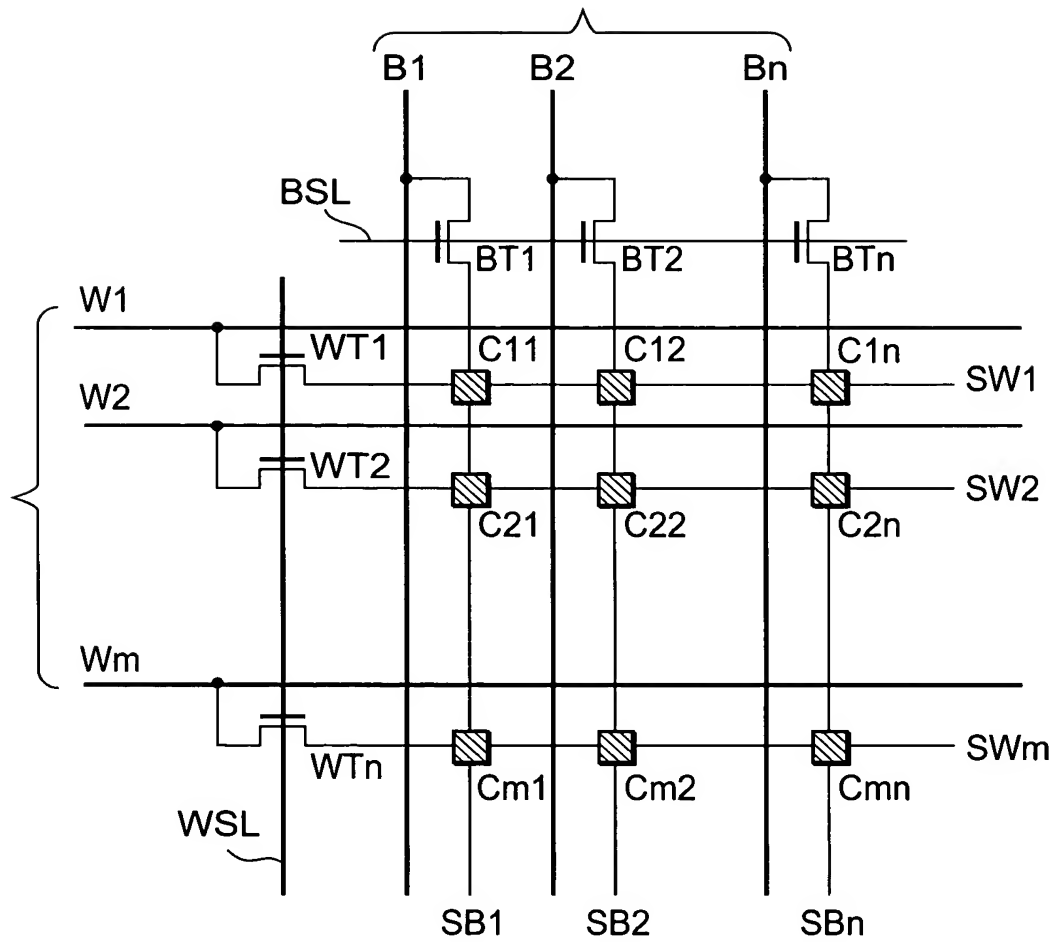 B1 B2 Bn
BSL
BT1 BT2 BTn
W1
WT1 C11 C12 C1n
SW1
W2
WT2
SW2
C21 C22 C2n
Wm
SWm
WTn
Cm1 Cm2 Cmn
WSL
SB1 SB2 SBn